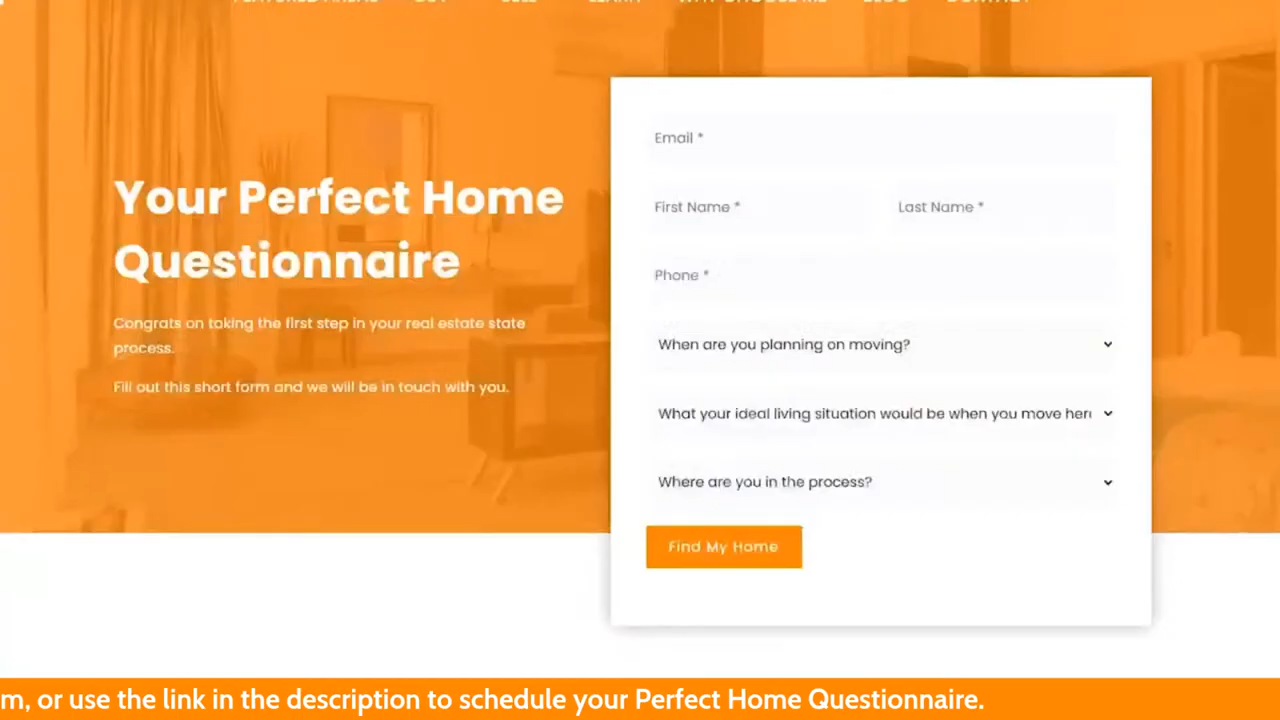 Your Perfect Home
Questionnaire
Congrats on taking the first step in your real estate state
process.
Fill out this short form and we will be in touch with you.
Email *
First Name *
Last Name *
Phone *
When are you planning on moving?
What your ideal living situation would be when you move here
Where are you in the process?
Find My Home
m, or use the link in the description to schedule your Perfect Home Questionnaire.